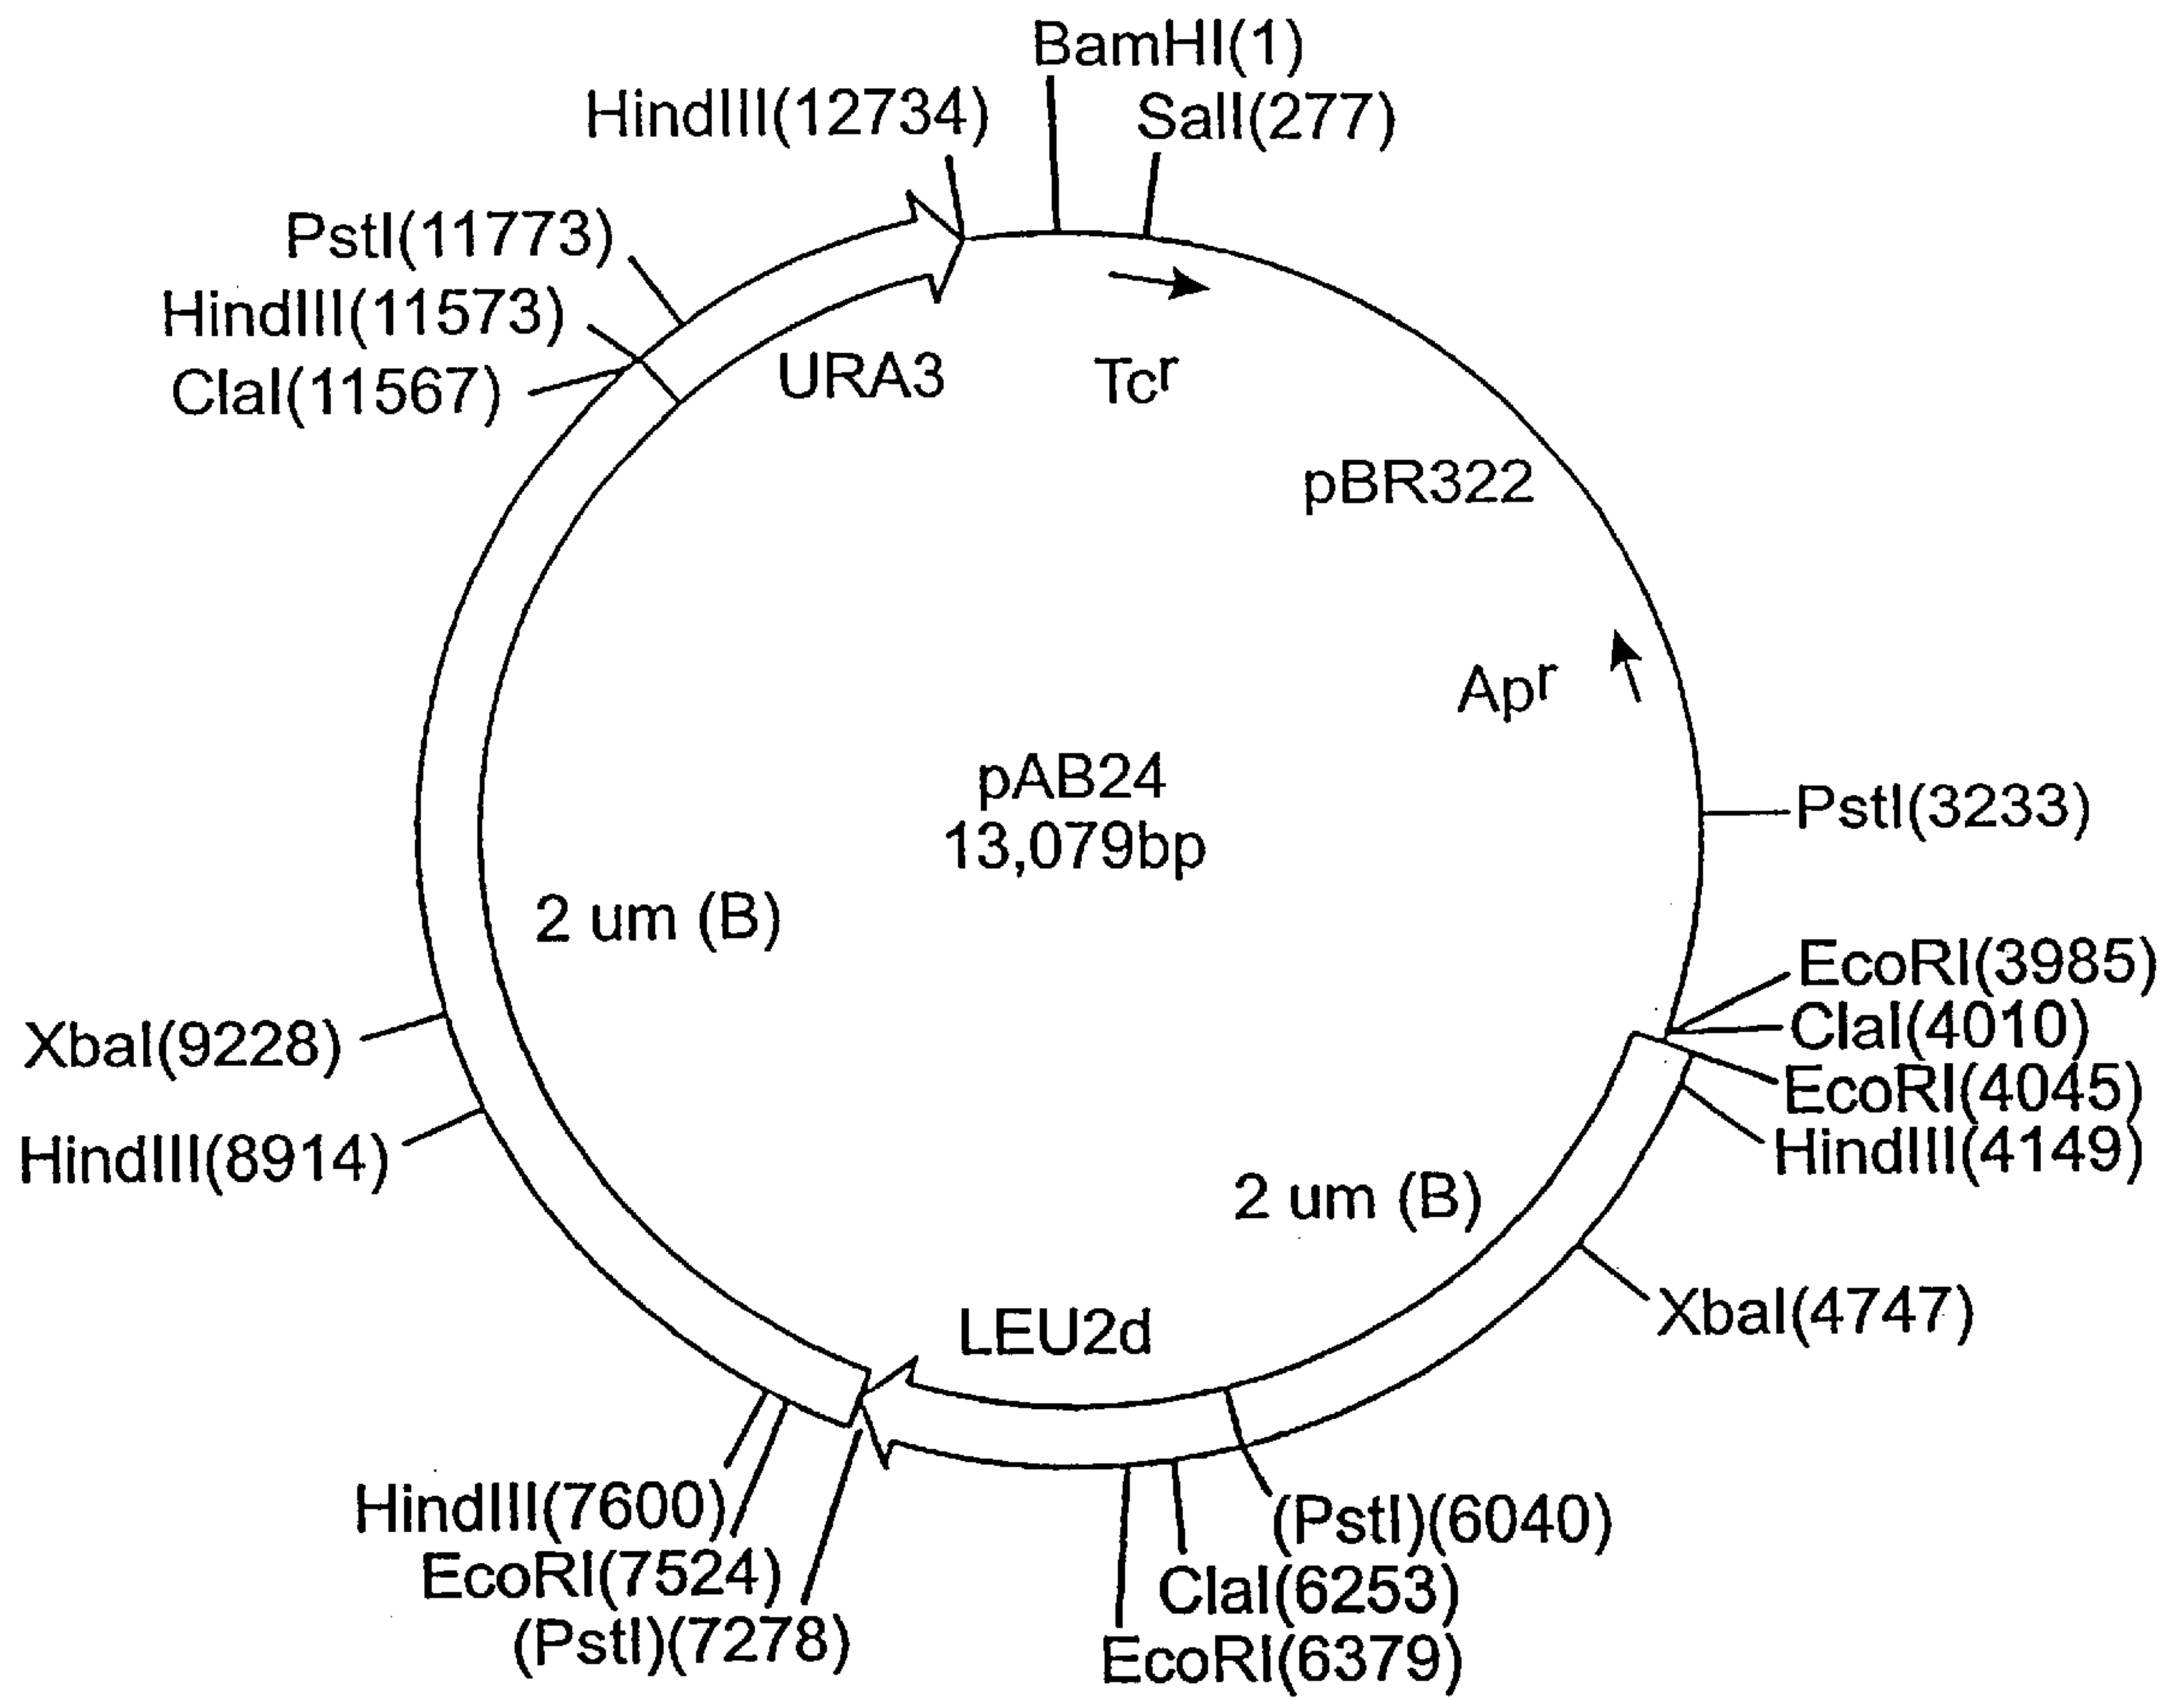 BamHI(1)
HindIII(12734)
SalI(277)
PstI(11773)
HindIII(11573)
ClaI(11567)
URA3
Tcr
pBR322
Apr
pAB24
13,079bp
PstI(3233)
2 um (B)
EcoRI(3985)
ClaI(4010)
XbaI(9228)
EcoRI(4045)
HindIII(4149)
HindIII(8914)
2 um (B)
XbaI(4747)
LEU2d
HindIII(7600)
(PstI)(6040)
EcoRI(7524)
ClaI(6253)
(PstI)(7278)
EcoRI(6379)